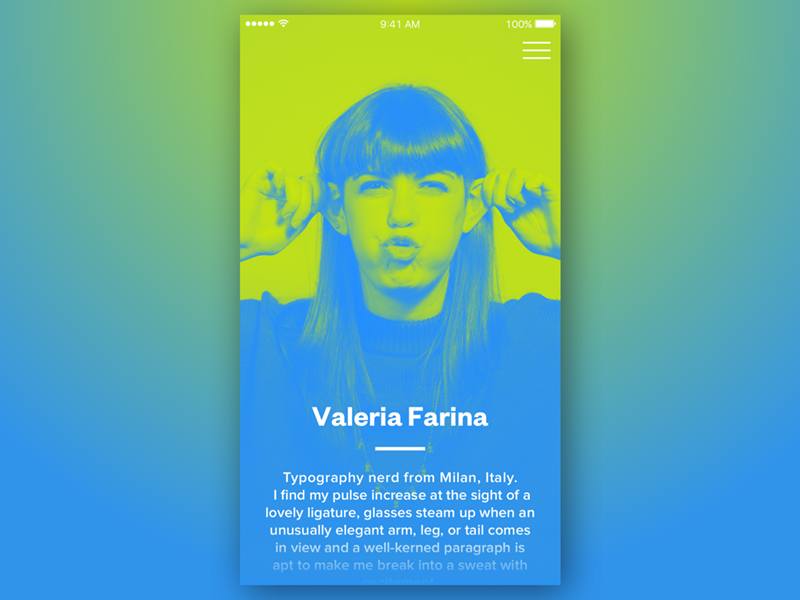 9:41 AM 100%
Valeria Farina
Typography nerd from Milan, Italy.
I find my pulse increase at the sight of a
lovely ligature, glasses steam up when an
unusually elegant arm, leg, or tail comes
in view and a well-kerned paragraph is
apt to make me break into a sweat with